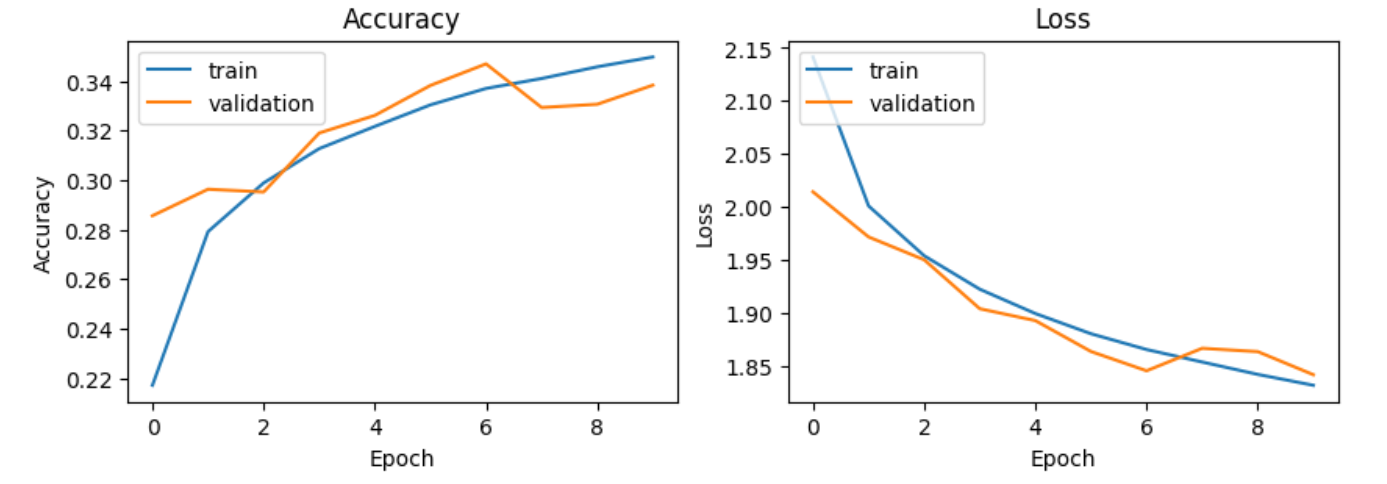 Accuracy
train
validation
Accuracy
0.34
0.32
0.30
0.28
0.26
0.24
0.22
0 2 4 6 8
Epoch
Loss
train
validation
Loss
2.15
2.10
2.05
2.00
1.95
1.90
1.85
0 2 4 6 8
Epoch